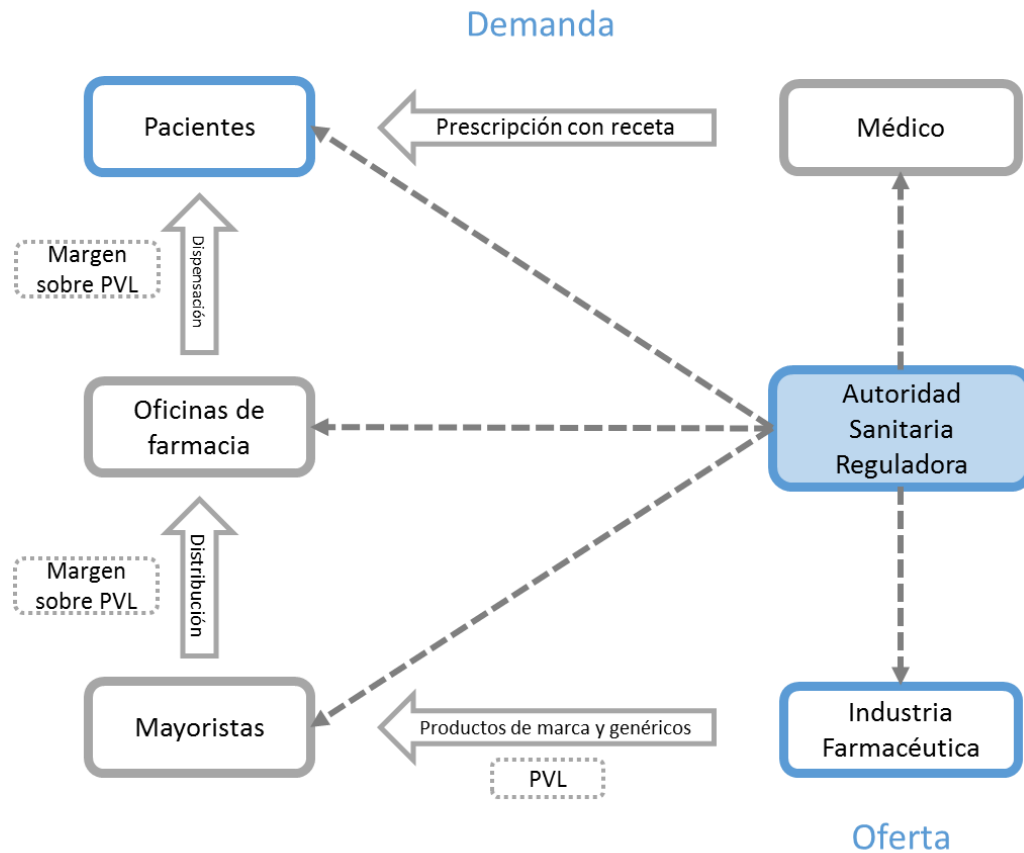 Demanda
Pacientes
Prescripción con receta
Médico
Margen
sobre PVL
Dispensación
Oficinas de
farmacia
Autoridad
Sanitaria
Reguladora
Margen
sobre PVL
Distribución
Mayoristas
Productos de marca y genéricos
PVL
Industria
Farmacéutica
Oferta